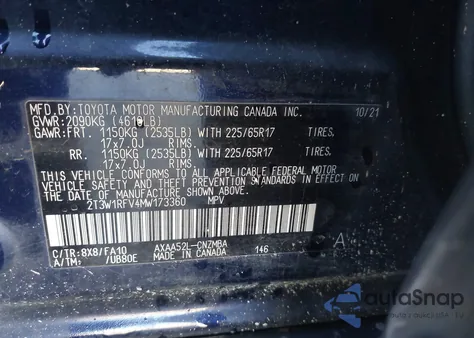 MFD.BY:TOYOTA MOTOR MANUFACTURING CANADA INC. 10/21
GVWR:2090KG (4610LB)
GAWR:FRT. 1150KG (2535LB) WITH 225/65R17 TIRES.
17x7.0J RIMS
RR. 1150KG (2535LB) WITH 225/65R17 TIRES.
17x7.0J
THIS VEHICLE CONFORMS TO ALL APPLICABLE FEDERAL MOTOR
VEHICLE SAFETY AND THEFT PREVENTION STANDARDS IN
EFFECT ON THE DATE OF MANUFACTURE SHOWN ABOVE.
2T3W1RFV4MW173360 MPV
C/TR:8X8/FA10 AXAA52L-CNZMBA 146 A
A/TM: /UB80E MADE IN CANADA
autoSnap